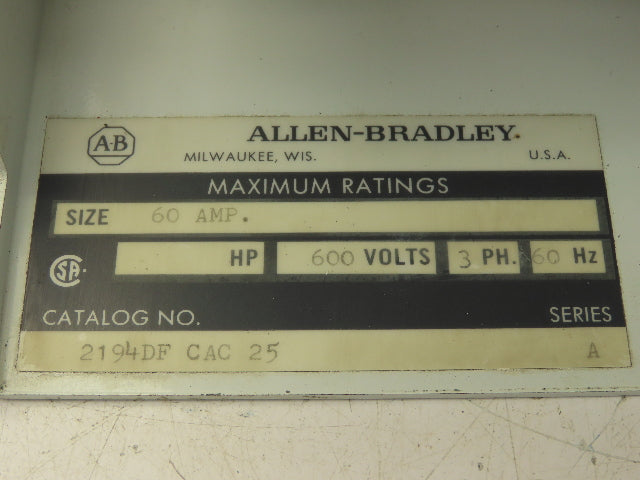 A-B ALLEN-BRADLEY
MILWAUKEE, WIS. U.S.A.
MAXIMUM RATINGS
SIZE 60 AMP.
SA HP 600 VOLTS 3 PH. 60 Hz
CATALOG NO. SERIES
2194DF CAC 25 A